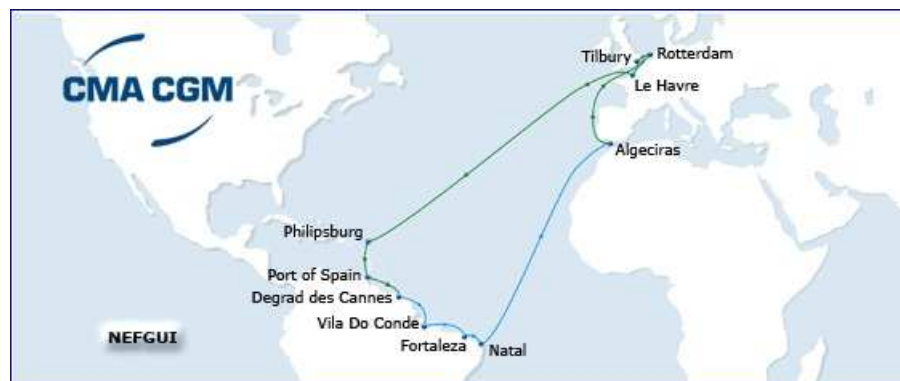 CMA CGM
Tilbury
Rotterdam
Le Havre
Algeciras
Philipsburg
Port of Spain
Degrad des Cannes
Vila Do Conde
Fortaleza
Natal
NEFGUI